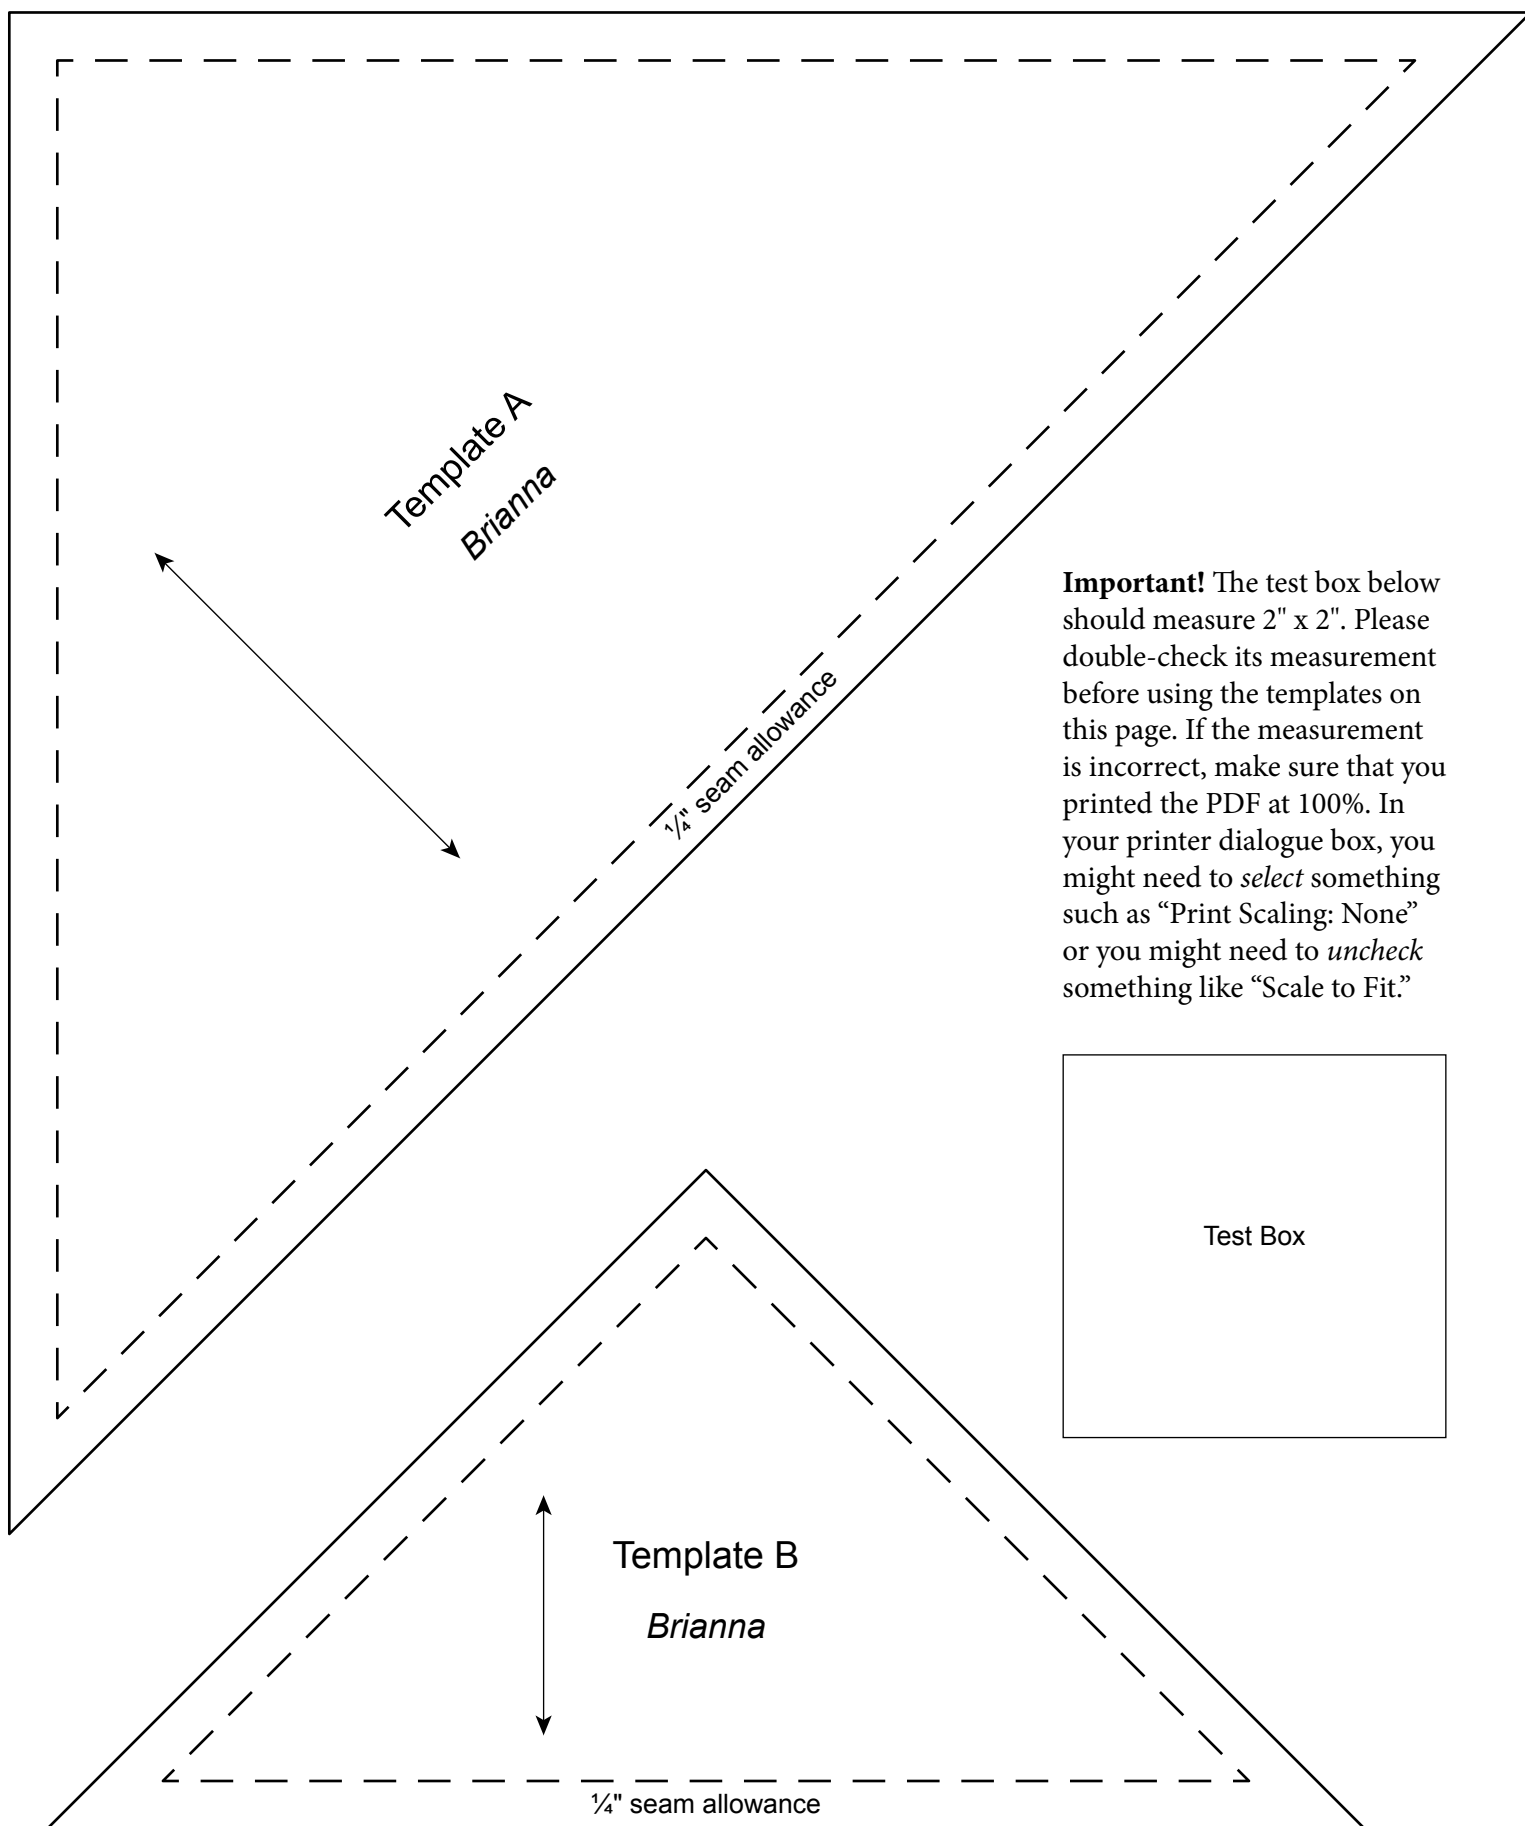 Template A
Brianna
¼" seam allowance
Important! The test box below
should measure 2" x 2". Please
double-check its measurement
before using the templates on
this page. If the measurement
is incorrect, make sure that you
printed the PDF at 100%. In
your printer dialogue box, you
might need to select something
such as “Print Scaling: None”
or you might need to uncheck
something like “Scale to Fit.”
Test Box
Template B
Brianna
¼" seam allowance